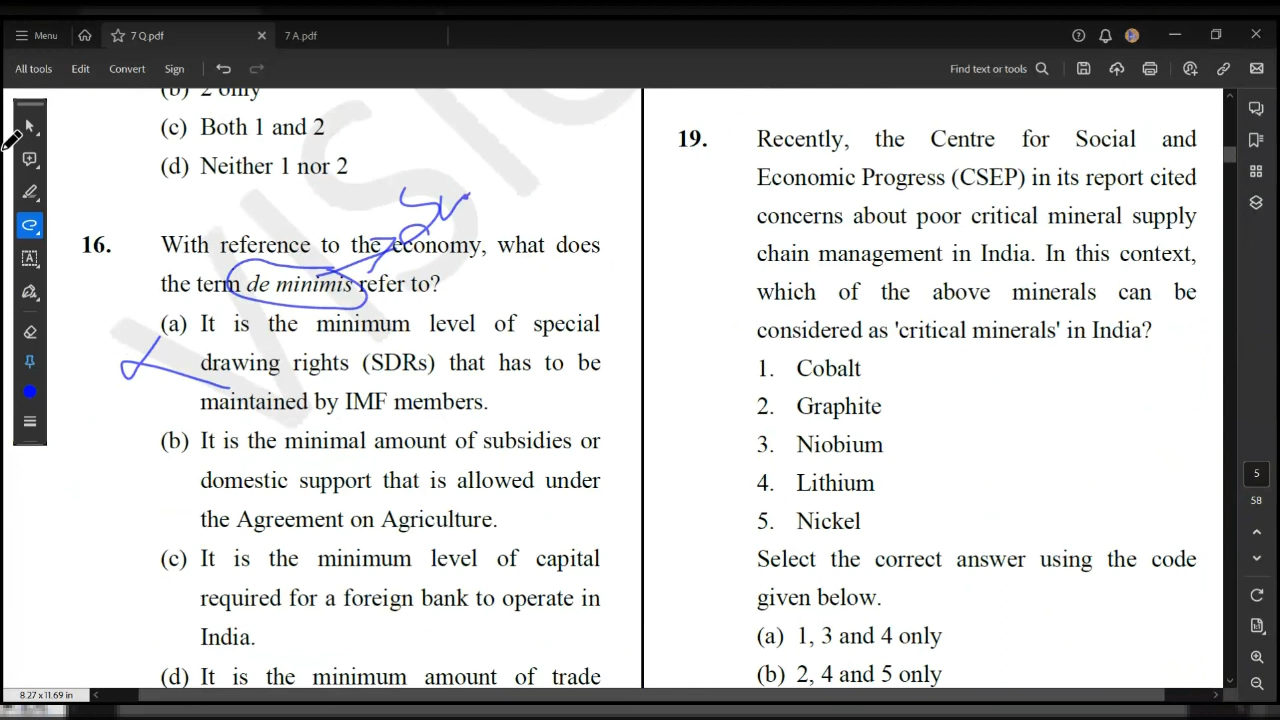 Menu
7 Q.pdf
7 A.pdf
All tools Edit Convert Sign
Find text or tools
(b) 2 only
(c) Both 1 and 2
(d) Neither 1 nor 2
16. With reference to the economy, what does
the term de minimis refer to?
(a) It is the minimum level of special
drawing rights (SDRs) that has to be
maintained by IMF members.
(b) It is the minimal amount of subsidies or
domestic support that is allowed under
the Agreement on Agriculture.
(c) It is the minimum level of capital
required for a foreign bank to operate in
India.
(d) It is the minimum amount of trade
19. Recently, the Centre for Social and
Economic Progress (CSEP) in its report cited
concerns about poor critical mineral supply
chain management in India. In this context,
which of the above minerals can be
considered as 'critical minerals' in India?
1. Cobalt
2. Graphite
3. Niobium
4. Lithium
5. Nickel
Select the correct answer using the code
given below.
(a) 1, 3 and 4 only
(b) 2, 4 and 5 only
5
58
8.27 x 11.69 in